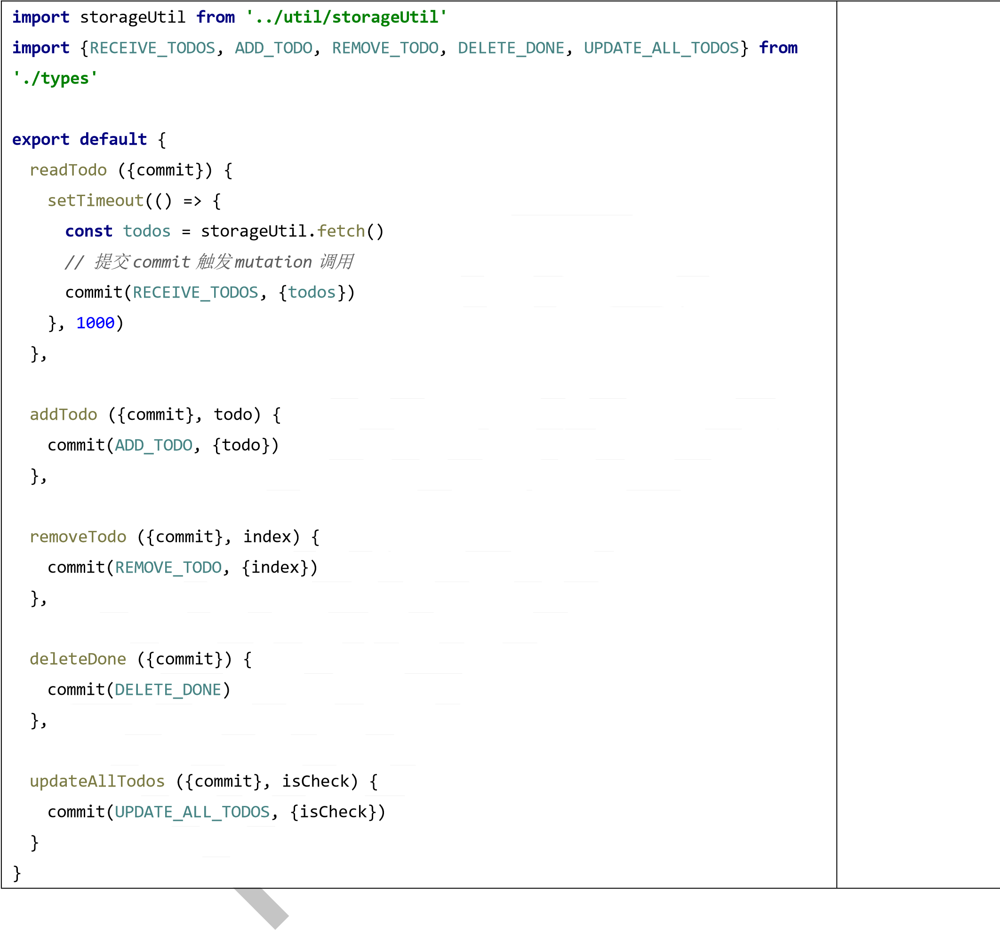 import storageUtil from '../util/storageUtil'
import {RECEIVE_TODOS, ADD_TODO, REMOVE_TODO, DELETE_DONE, UPDATE_ALL_TODOS} from
'./types'
export default {
readTodo ({commit}) {
setTimeout(() => {
const todos = storageUtil.fetch()
// 提交 commit 触发 mutation 调用
commit(RECEIVE_TODOS, {todos})
}, 1000)
},
addTodo ({commit}, todo) {
commit(ADD_TODO, {todo})
},
removeTodo ({commit}, index) {
commit(REMOVE_TODO, {index})
},
deleteDone ({commit}) {
commit(DELETE_DONE)
},
updateAllTodos ({commit}, isCheck) {
commit(UPDATE_ALL_TODOS, {isCheck})
}
}